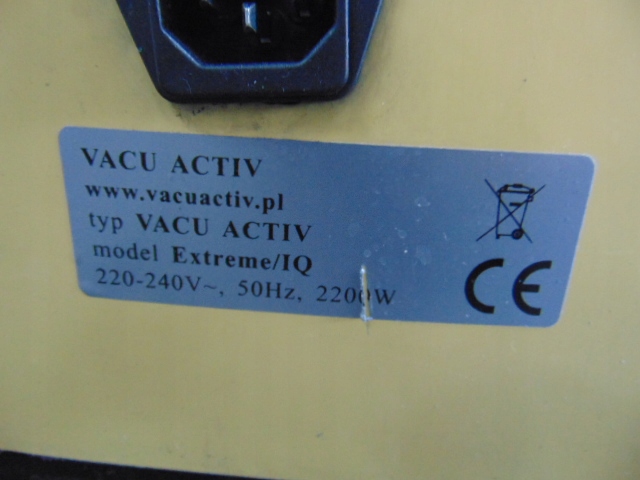 VACU ACTIV
www.vacuactiv.pl
typ VACU ACTIV
model Extreme/IQ
220-240V~, 50Hz, 2200W
CE